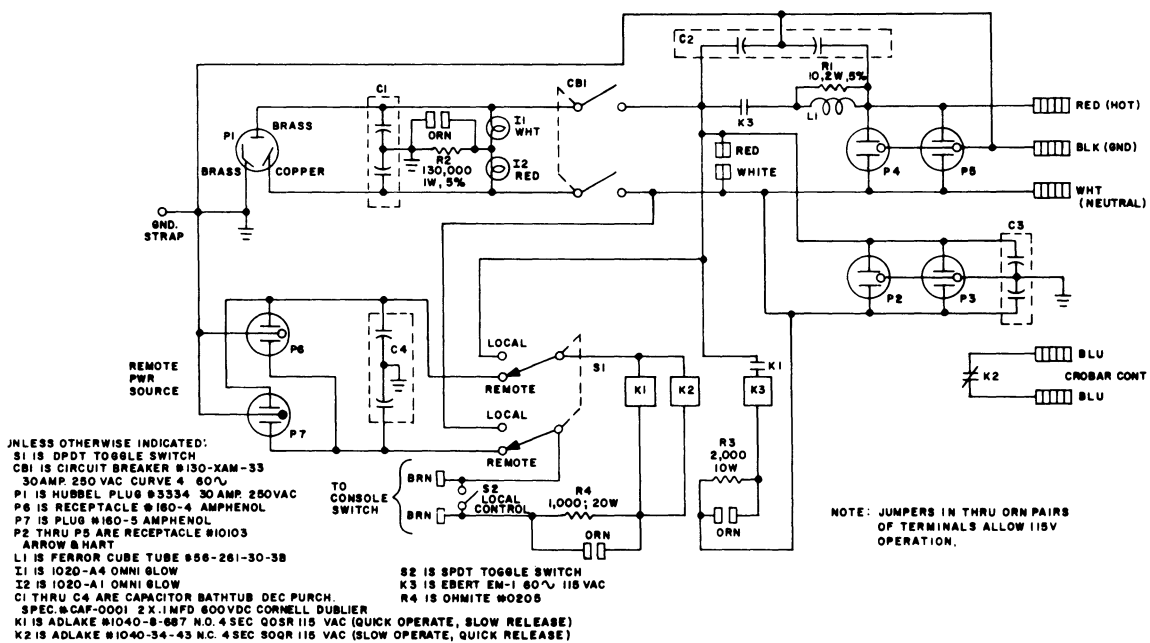 C2
R1
10,2W,5%
CB1
C1
K3
L1
RED (HOT)
BRASS
I1
WHT
P1
ORN
RED
BLK (GND)
BRASS
COPPER
R2
130,000
1W, 5%
I2
RED
WHITE
P4
P5
WHT
(NEUTRAL)
GND.
STRAP
C3
P2
P3
P6
C4
LOCAL
REMOTE
S1
K1
K2
K1
K3
K2
BLU
CROBAR CONT
BLU
REMOTE
PWR
SOURCE
P7
LOCAL
REMOTE
R3
2,000
10W
TO
CONSOLE
SWITCH
BRN
BRN
S2
LOCAL
CONTROL
R4
1,000; 20W
ORN
ORN
NOTE: JUMPERS IN THRU ORN PAIRS
OF TERMINALS ALLOW 115V
OPERATION.
JNLESS OTHERWISE INDICATED:
S1 IS DPDT TOGGLE SWITCH
CB1 IS CIRCUIT BREAKER #130-XAM-33
30AMP. 250 VAC CURVE 4 60∿
P1 IS HUBBEL PLUG #3334 30 AMP. 250VAC
P6 IS RECEPTACLE #160-4 AMPHENOL
P7 IS PLUG #160-5 AMPHENOL
P2 THRU P5 ARE RECEPTACLE #10103
ARROW & HART
L1 IS FERROR CUBE TUBE #56-261-30-3B
I1 IS 1020-A4 OMNI GLOW
I2 IS 1020-A1 OMNI GLOW
C1 THRU C4 ARE CAPACITOR BATHTUB DEC PURCH.
SPEC.#CAF-0001 2X.1MFD 600VDC CORNELL DUBLIER
K1 IS ADLAKE #1040-8-687 N.O. 4 SEC QOSR 115 VAC (QUICK OPERATE, SLOW RELEASE)
K2 IS ADLAKE #1040-34-43 N.C. 4 SEC SOQR 115 VAC (SLOW OPERATE, QUICK RELEASE)
S2 IS SPDT TOGGLE SWITCH
K3 IS EBERT EM-1 60∿ 115 VAC
R4 IS OHMITE #0205